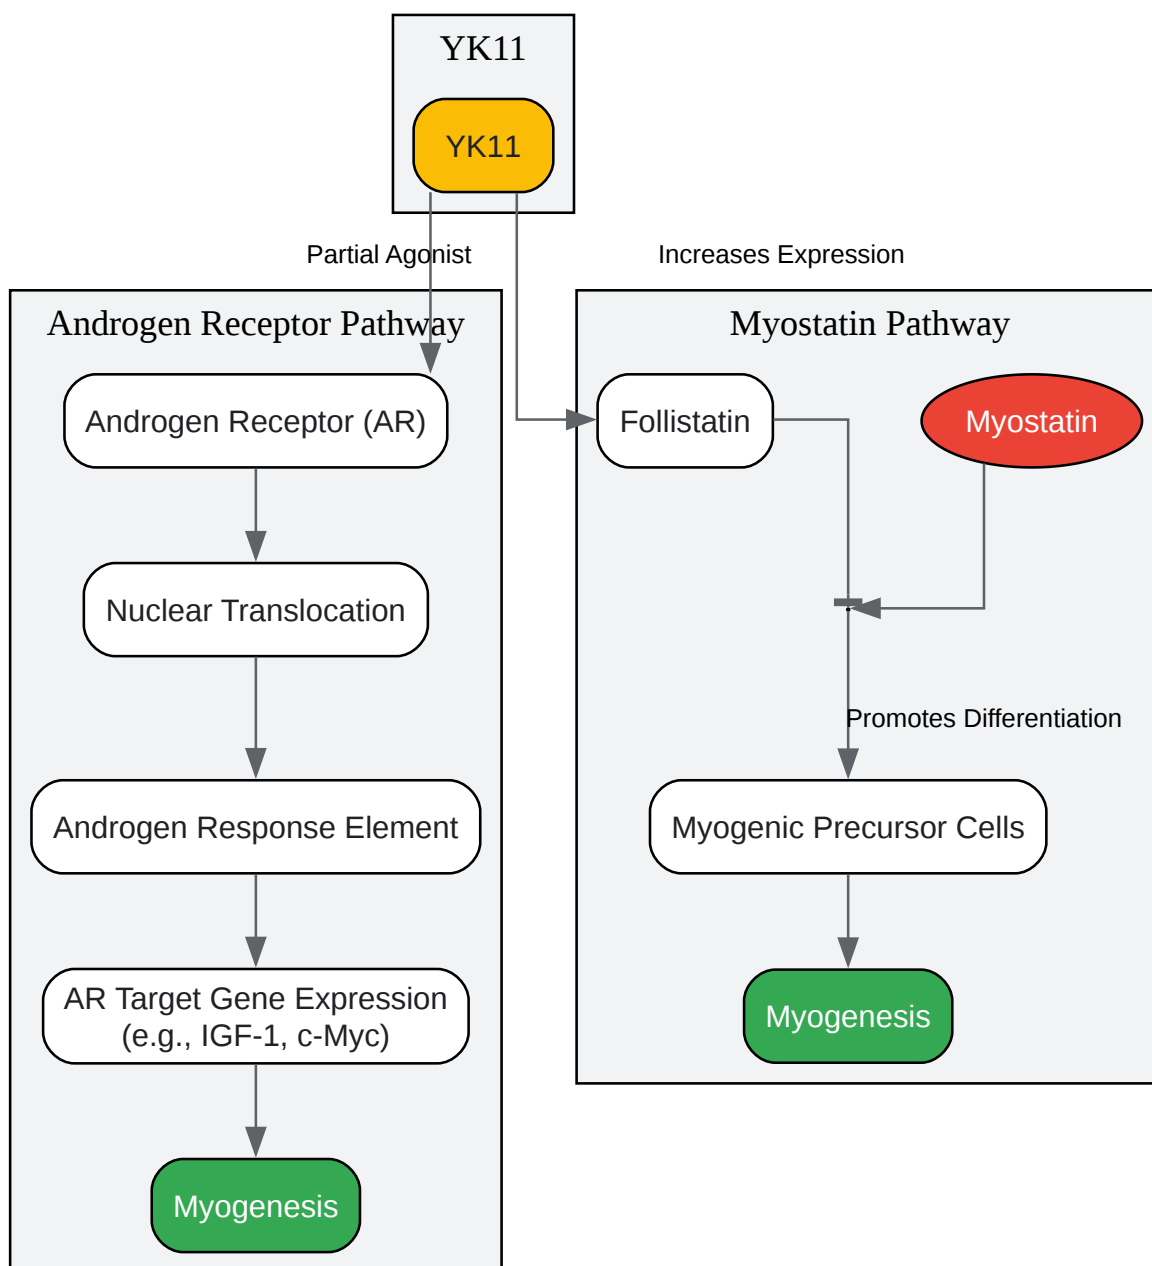 YK11
YK11
Partial Agonist
Increases Expression
Androgen Receptor Pathway
Androgen Receptor (AR)
Nuclear Translocation
Androgen Response Element
AR Target Gene Expression
(e.g., IGF-1, c-Myc)
Myogenesis
Myostatin Pathway
Follistatin
Myostatin
Promotes Differentiation
Myogenic Precursor Cells
Myogenesis